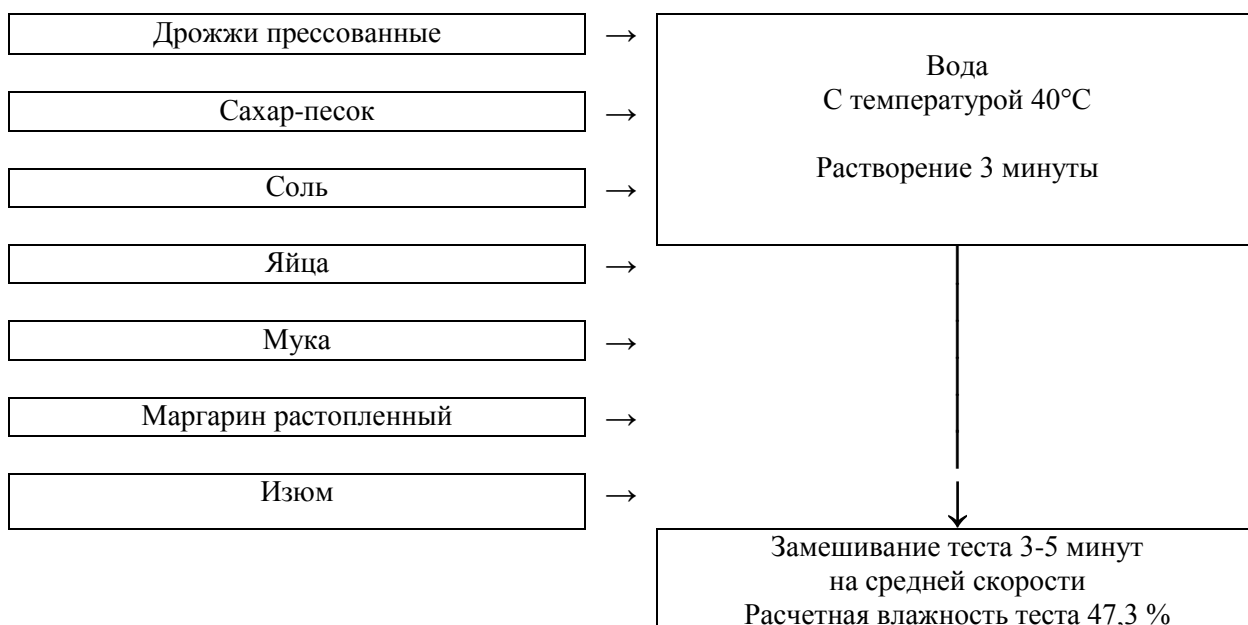 Дрожжи прессованные →
Сахар-песок →
Соль →
Вода
С температурой 40°С
Растворение 3 минуты
Яйца →
Мука →
Маргарин растопленный →
Изюм →
Замешивание теста 3-5 минут
на средней скорости
Расчетная влажность теста 47,3 %